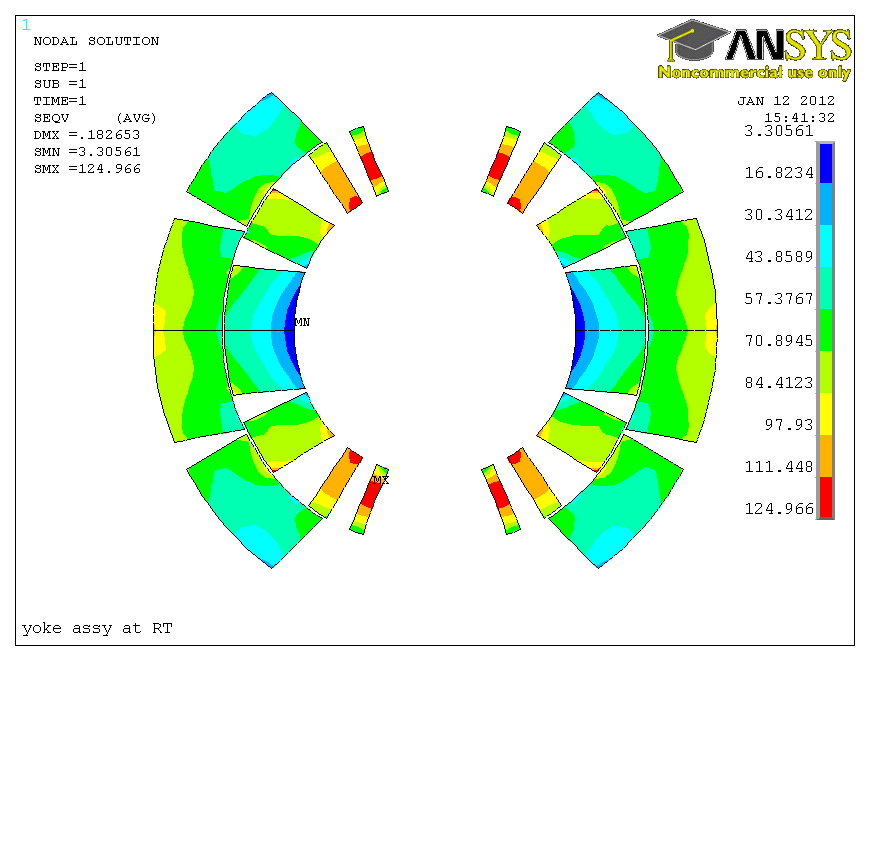 1
NODAL SOLUTION
STEP=1
SUB =1
TIME=1
SEQV (AVG)
DMX =.182653
SMN =3.30561
SMX =124.966
ANSYS
Noncommercial use only
JAN 12 2012
15:41:32
3.30561
16.8234
30.3412
43.8589
57.3767
70.8945
84.4123
97.93
111.448
124.966
MN
MX
yoke assy at RT